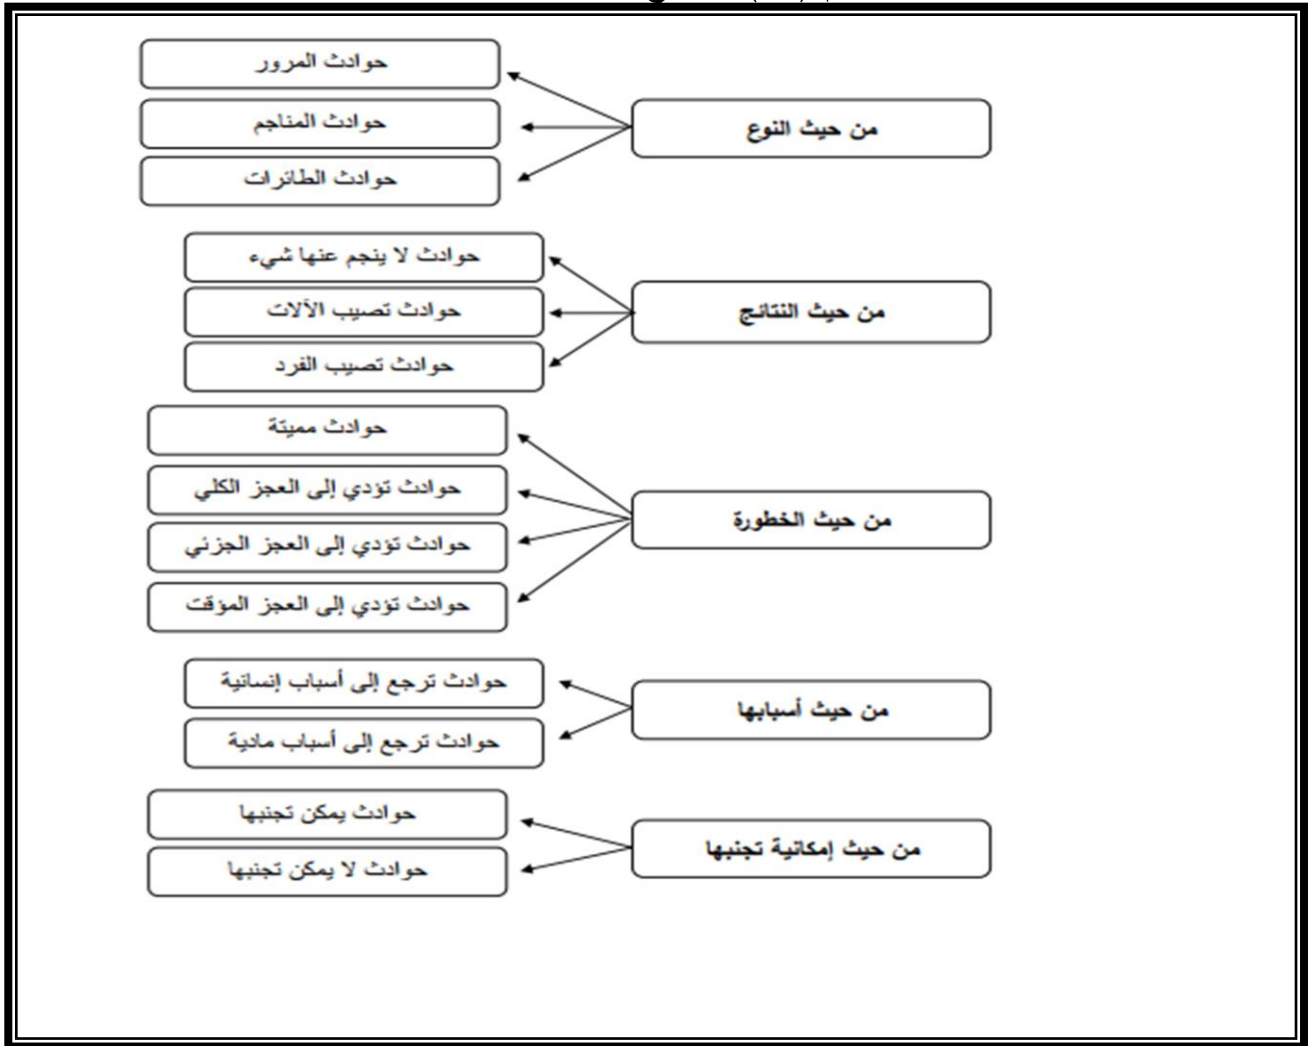 من حيث النوع
حوادث المرور
حوادث المناجم
حوادث الطائرات
من حيث النتائج
حوادث لا ينجم عنها شيء
حوادث تصيب الآلات
حوادث تصيب الفرد
من حيث الخطورة
حوادث مميتة
حوادث تؤدي إلى العجز الكلي
حوادث تؤدي إلى العجز الجزئي
حوادث تؤدي إلى العجز المؤقت
من حيث أسبابها
حوادث ترجع إلى أسباب إنسانية
حوادث ترجع إلى أسباب مادية
من حيث إمكانية تجنبها
حوادث يمكن تجنبها
حوادث لا يمكن تجنبها